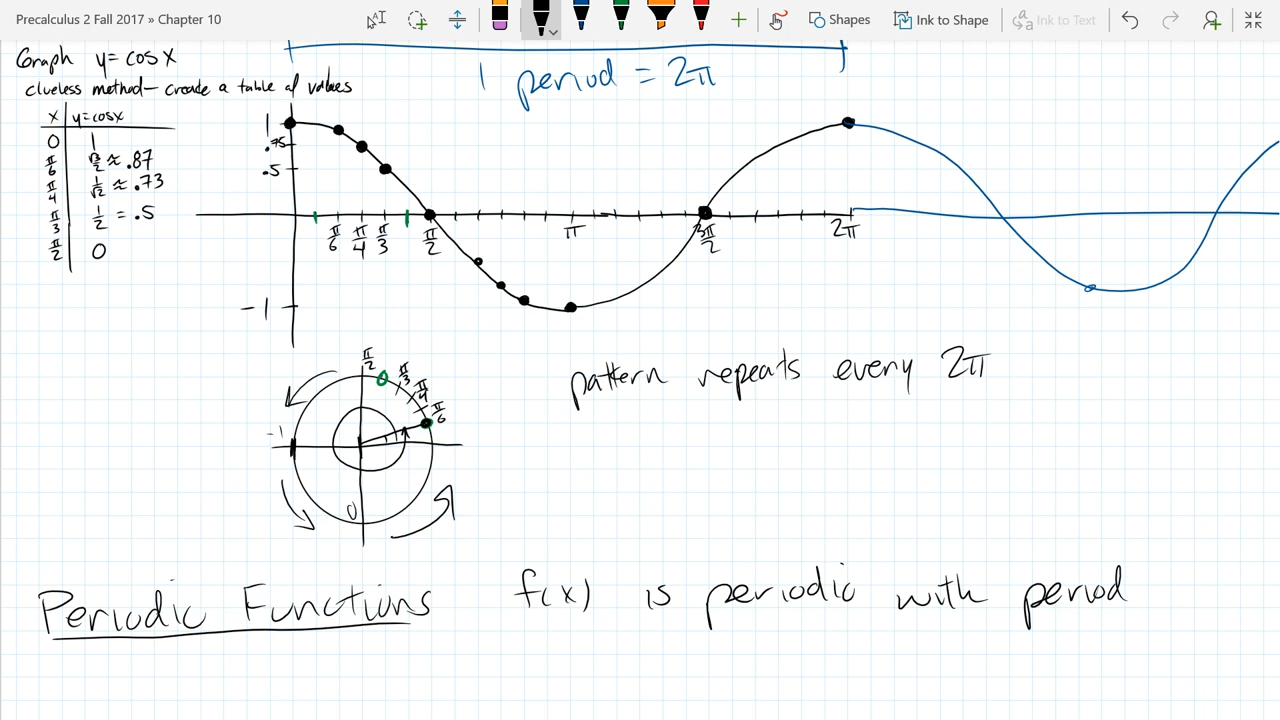 Precalculus 2 Fall 2017 » Chapter 10
Shapes
Ink to Shape
Ink to Text
Graph y = cos x
clueless method — create a table of values
1 period = 2π
x y=cosx
0 1
π/6 √3/2 ≈ .87
π/4 1/√2 ≈ .73
π/3 1/2 = .5
π/2 0
1
.75
.5
-1
π/6 π/4 π/3 π/2 π 3π/2 2π
pattern repeats every 2π
π/2
π/3
π/4
π/6
-1
0
Periodic Functions f(x) is periodic with period